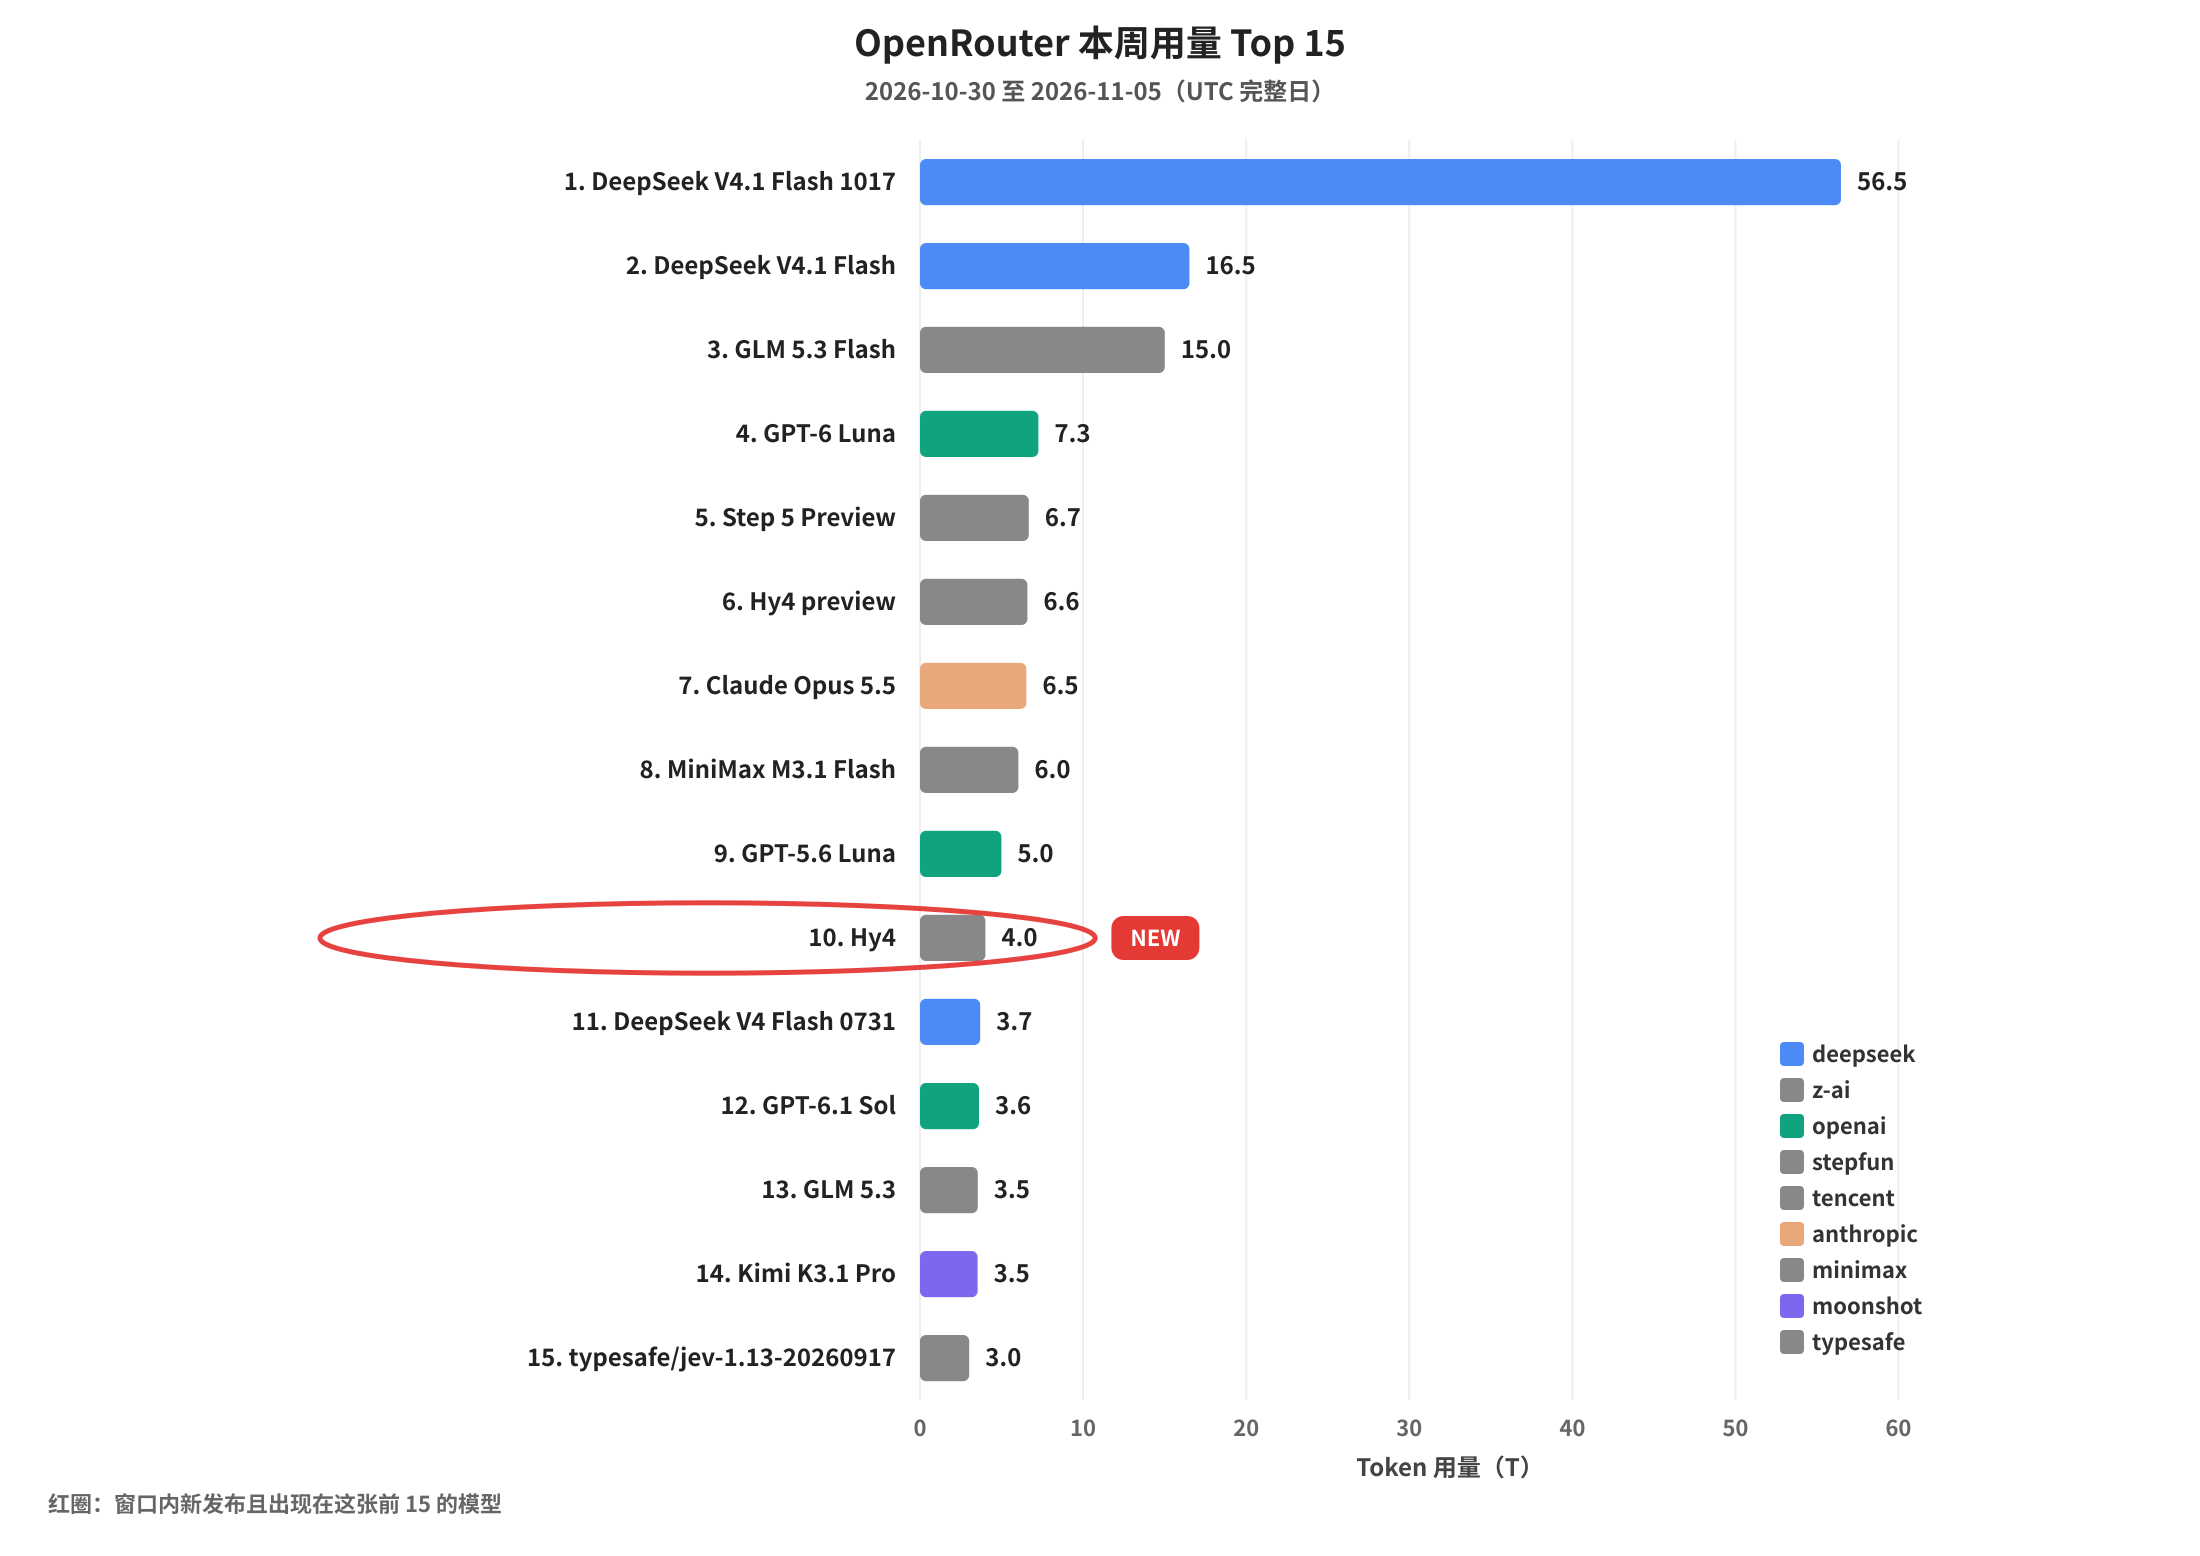 OpenRouter 本周用量 Top 15
2026-10-30 至 2026-11-05（UTC 完整日）
1. DeepSeek V4.1 Flash 1017 56.5
2. DeepSeek V4.1 Flash 16.5
3. GLM 5.3 Flash 15.0
4. GPT-6 Luna 7.3
5. Step 5 Preview 6.7
6. Hy4 preview 6.6
7. Claude Opus 5.5 6.5
8. MiniMax M3.1 Flash 6.0
9. GPT-5.6 Luna 5.0
10. Hy4 4.0 NEW
11. DeepSeek V4 Flash 0731 3.7
12. GPT-6.1 Sol 3.6
13. GLM 5.3 3.5
14. Kimi K3.1 Pro 3.5
15. typesafe/jev-1.13-20260917 3.0
deepseek
z-ai
openai
stepfun
tencent
anthropic
minimax
moonshot
typesafe
0 10 20 30 40 50 60
Token 用量（T）
红圈：窗口内新发布且出现在这张前 15 的模型